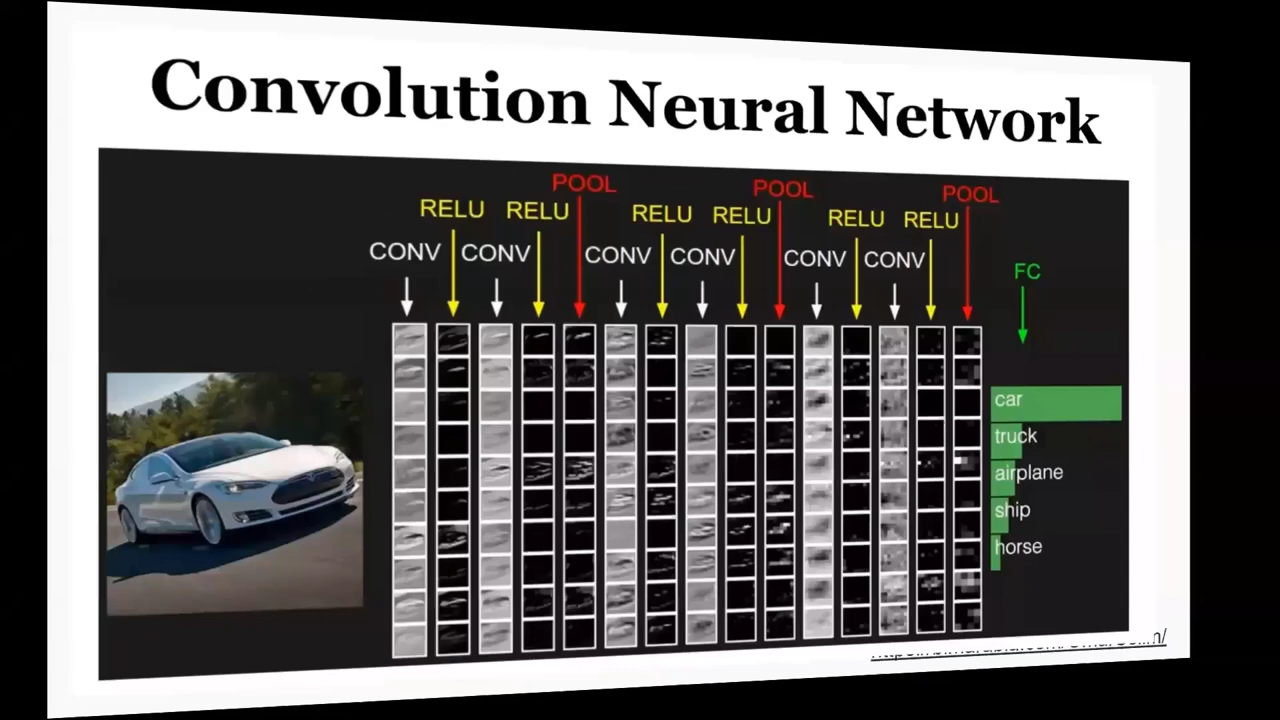 Convolution Neural Network
POOL POOL POOL
RELU RELU RELU RELU RELU RELU
CONV CONV CONV CONV CONV CONV
FC
car
truck
airplane
ship
horse